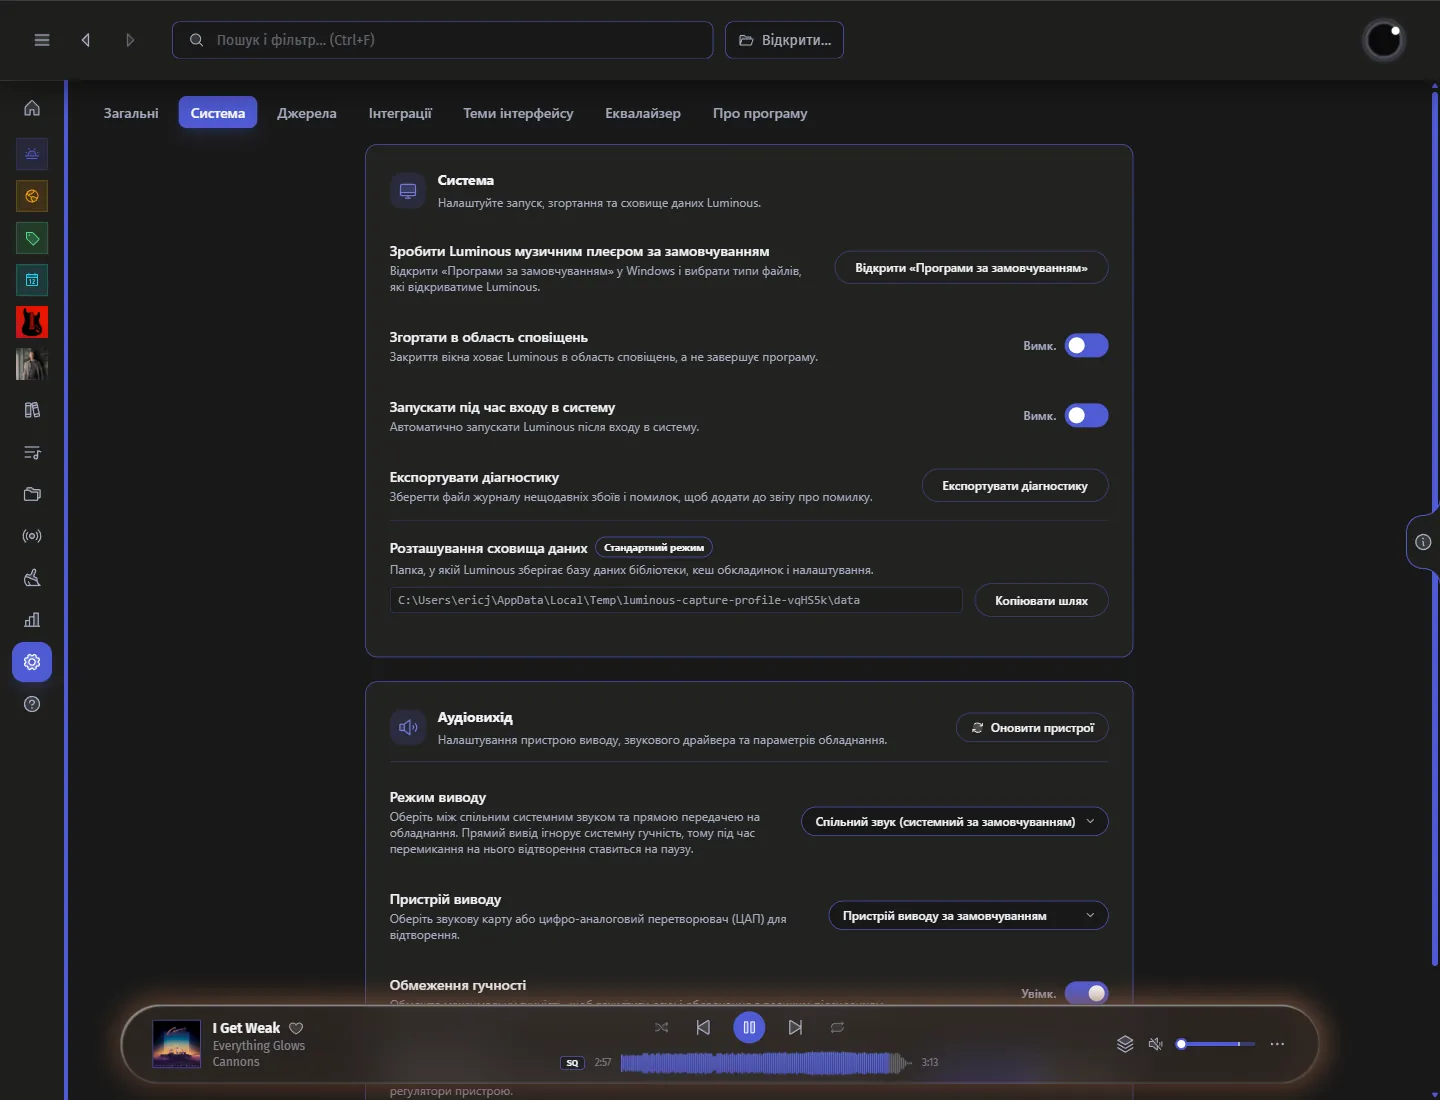 Пошук і фільтр... (Ctrl+F)
Відкрити...
Загальні
Система
Джерела
Інтеграції
Теми інтерфейсу
Еквалайзер
Про програму
Система
Налаштуйте запуск, згортання та сховище даних Luminous.
Зробити Luminous музичним плеєром за замовчуванням
Відкрити «Програми за замовчуванням» у Windows і вибрати типи файлів,
які відкриватиме Luminous.
Відкрити «Програми за замовчуванням»
Згортати в область сповіщень
Закриття вікна ховає Luminous в область сповіщень, а не завершує програму.
Вимк.
Запускати під час входу в систему
Автоматично запускати Luminous після входу в систему.
Вимк.
Експортувати діагностику
Зберегти файл журналу нещодавніх збоїв і помилок, щоб додати до звіту про помилку.
Експортувати діагностику
Розташування сховища даних
Стандартний режим
Папка, у якій Luminous зберігає базу даних бібліотеки, кеш обкладинок і налаштування.
C:\Users\ericj\AppData\Local\Temp\luminous-capture-profile-vqHS5k\data
Копіювати шлях
Аудіовихід
Налаштування пристрою виводу, звукового драйвера та параметрів обладнання.
Оновити пристрої
Режим виводу
Оберіть між спільним системним звуком та прямою передачею на
обладнання. Прямий вивід ігнорує системну гучність, тому під час
перемикання на нього відтворення ставиться на паузу.
Спільний звук (системний за замовчуванням)
Пристрій виводу
Оберіть звукову карту або цифро-аналоговий перетворювач (ЦАП) для
відтворення.
Пристрій виводу за замовчуванням
Обмеження гучності
Увімк.
I Get Weak
Everything Glows
Cannons
SQ
2:57
3:13
регулятори пристрою.
12